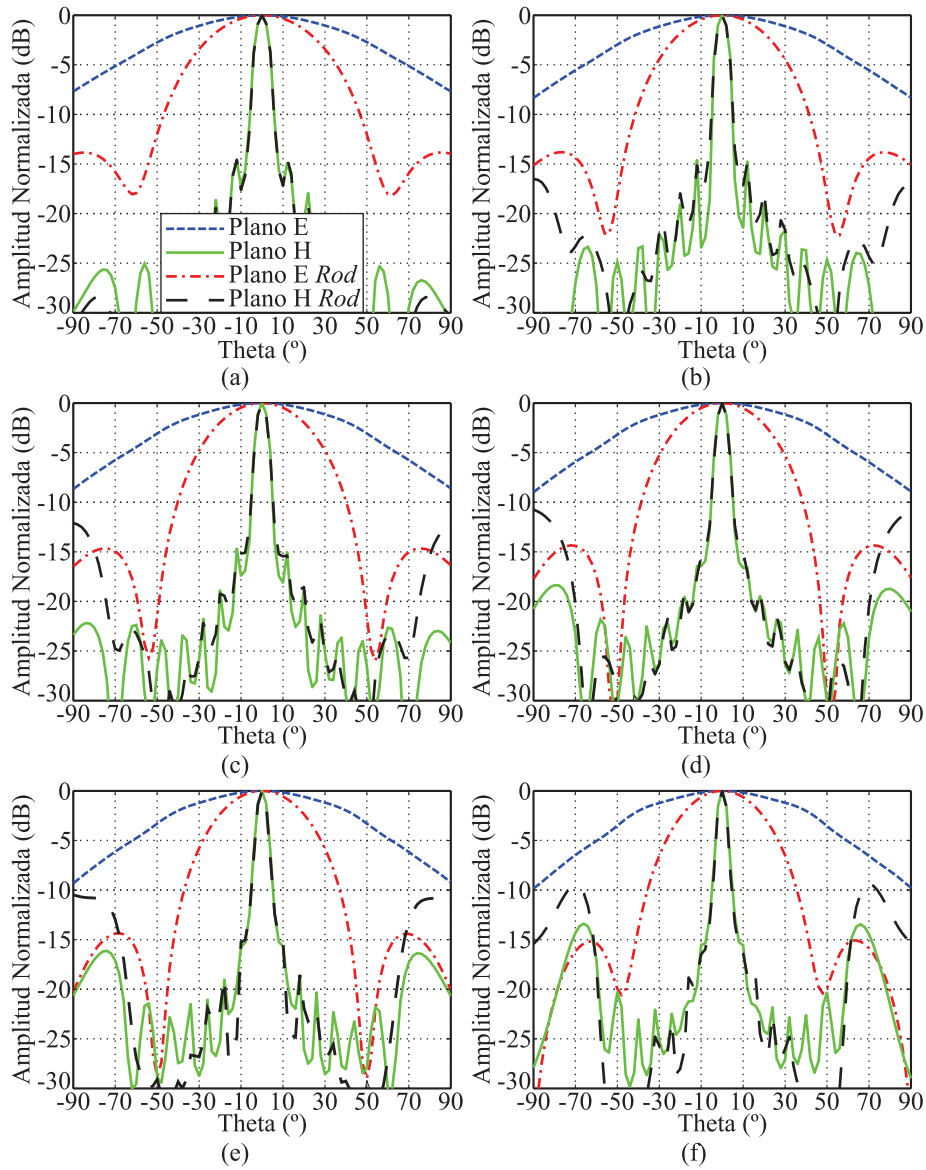 Amplitud Normalizada (dB)
0
-5
-10
-15
-20
-25
-30
Plano E
Plano H
Plano E Rod
Plano H Rod
-90 -70 -50 -30 -10 10 30 50 70 90
Theta (º)
(a)
Amplitud Normalizada (dB)
0
-5
-10
-15
-20
-25
-30
-90 -70 -50 -30 -10 10 30 50 70 90
Theta (º)
(b)
Amplitud Normalizada (dB)
0
-5
-10
-15
-20
-25
-30
-90 -70 -50 -30 -10 10 30 50 70 90
Theta (º)
(c)
Amplitud Normalizada (dB)
0
-5
-10
-15
-20
-25
-30
-90 -70 -50 -30 -10 10 30 50 70 90
Theta (º)
(d)
Amplitud Normalizada (dB)
0
-5
-10
-15
-20
-25
-30
-90 -70 -50 -30 -10 10 30 50 70 90
Theta (º)
(e)
Amplitud Normalizada (dB)
0
-5
-10
-15
-20
-25
-30
-90 -70 -50 -30 -10 10 30 50 70 90
Theta (º)
(f)